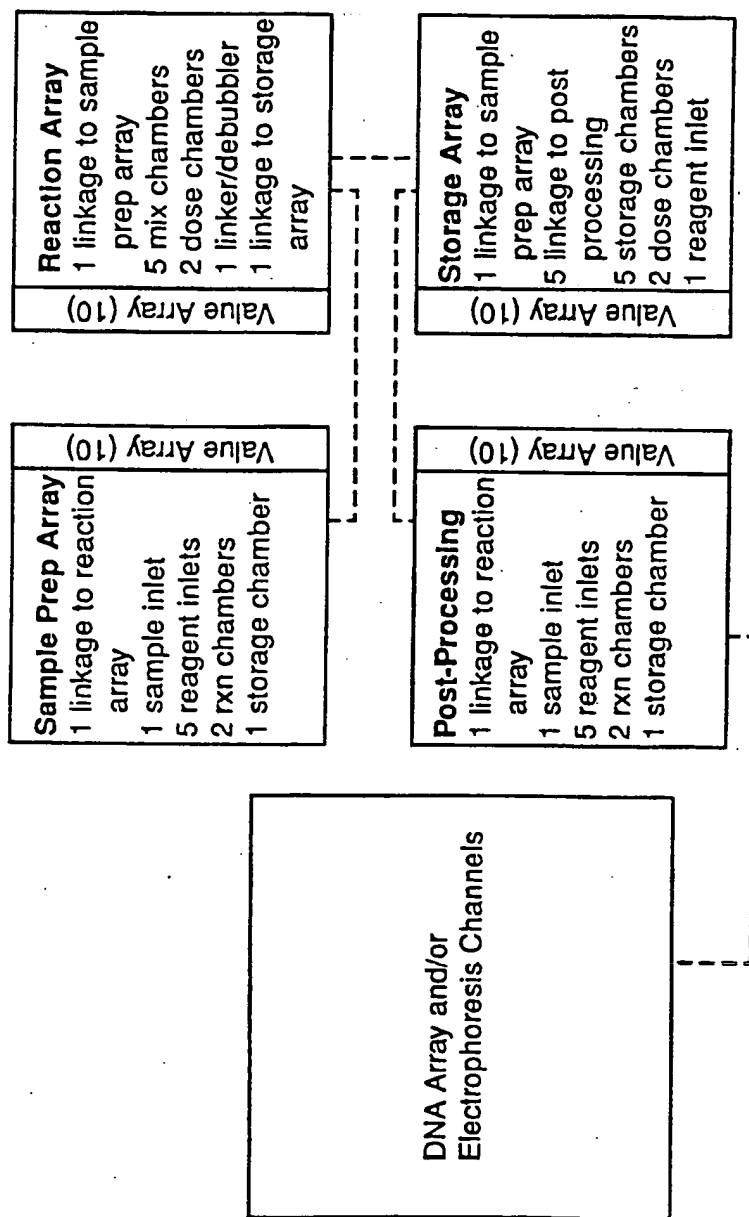 Sample Prep Array
1 linkage to reaction
array
1 sample inlet
5 reagent inlets
2 rxn chambers
1 storage chamber
Value Array (10)
Reaction Array
1 linkage to sample
prep array
5 mix chambers
2 dose chambers
1 linker/debubbler
1 linkage to storage
array
Value Array (10)
DNA Array and/or
Electrophoresis Channels
Post-Processing
1 linkage to reaction
array
1 sample inlet
5 reagent inlets
2 rxn chambers
1 storage chamber
Value Array (10)
Storage Array
1 linkage to sample
prep array
5 linkage to post
processing
5 storage chambers
2 dose chambers
1 reagent inlet
Value Array (10)